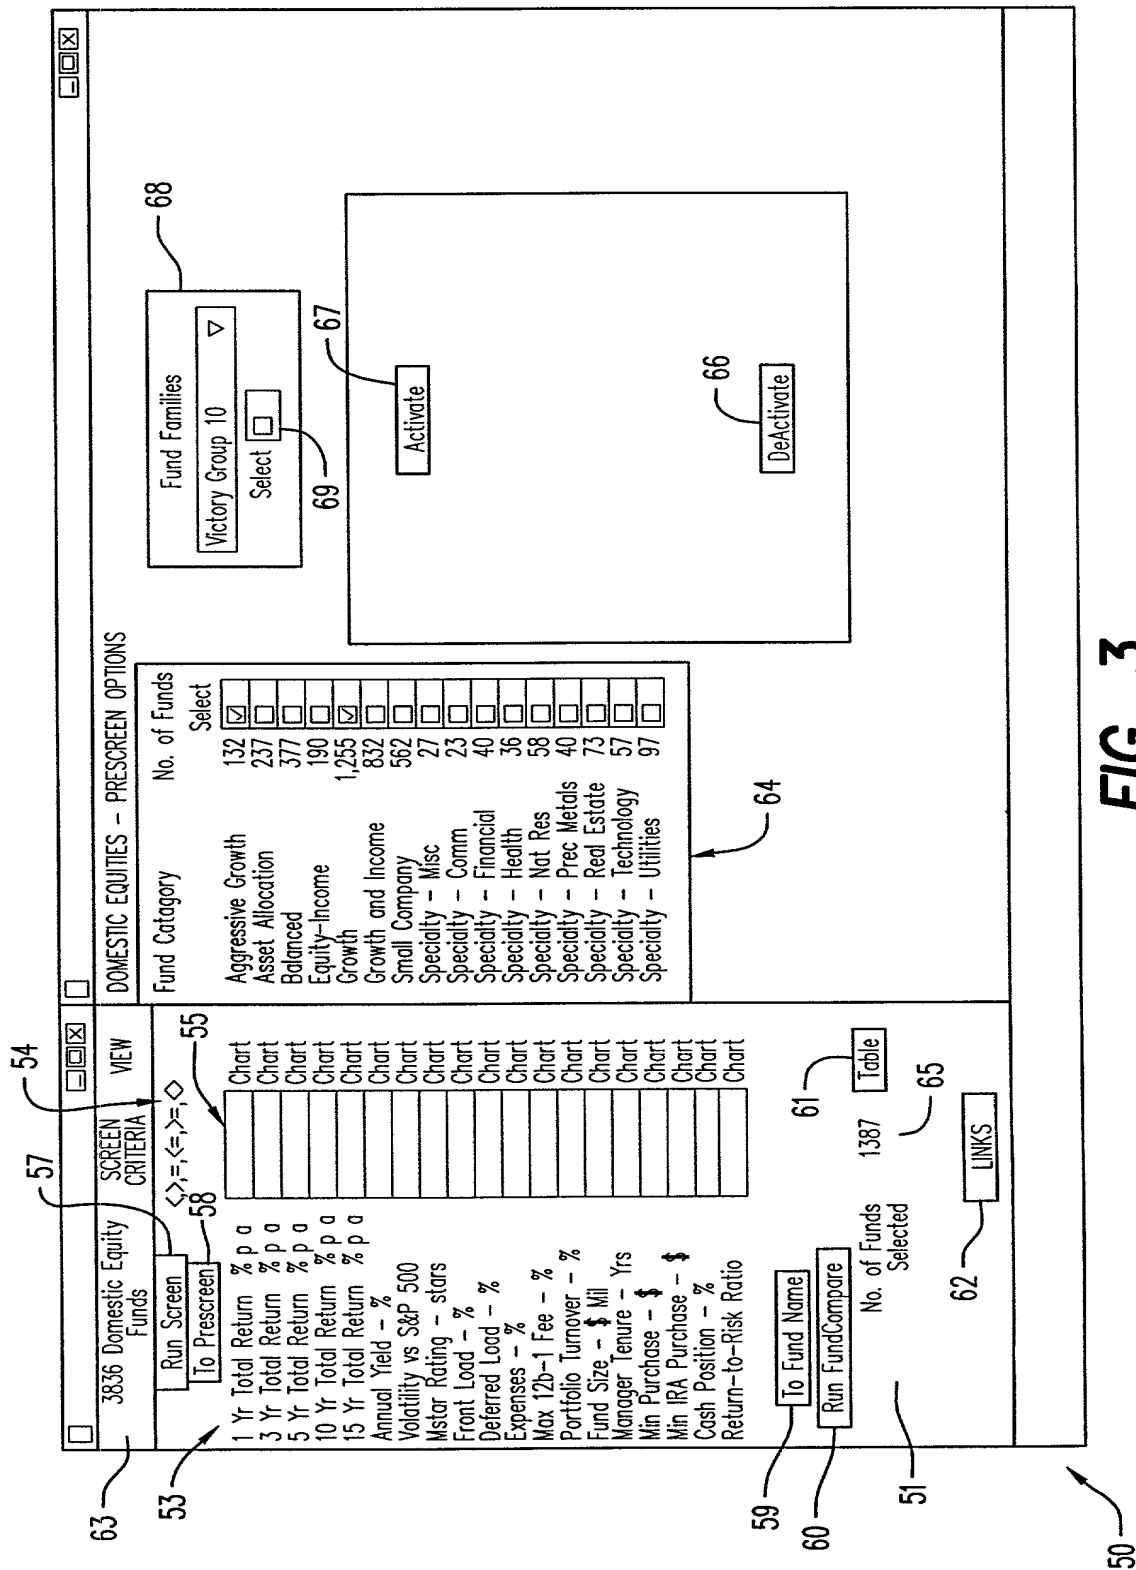 50
63
3836 Domestic Equity
Funds
SCREEN
CRITERIA
VIEW
57
54
Run Screen
To Prescreen
58
<,>,=,<=,>=,<>
55
53
1 Yr Total Return % p a Chart
3 Yr Total Return % p a Chart
5 Yr Total Return % p a Chart
10 Yr Total Return % p a Chart
15 Yr Total Return % p a Chart
Annual Yield – % Chart
Volatility vs S&P 500 Chart
Mstar Rating – stars Chart
Front Load – % Chart
Deferred Load – % Chart
Expenses – % Chart
Max 12b–1 Fee – % Chart
Portfolio Turnover – % Chart
Fund Size – $ Mil Chart
Manager Tenure – Yrs Chart
Min Purchase – $ Chart
Min IRA Purchase – $ Chart
Cash Position – % Chart
Return–to–Risk Ratio Chart
59
To Fund Name
60
Run FundCompare
61
Table
51
No. of Funds
Selected
1387
65
62
LINKS
DOMESTIC EQUITIES – PRESCREEN OPTIONS
Fund Catagory No. of Funds
Select
Aggressive Growth 132
Asset Allocation 237
Balanced 377
Equity–Income 190
Growth 1,255
Growth and Income 832
Small Company 562
Specialty – Misc 27
Specialty – Comm 23
Specialty – Financial 40
Specialty – Health 36
Specialty – Nat Res 58
Specialty – Prec Metals 40
Specialty – Real Estate 73
Specialty – Technology 57
Specialty – Utilities 97
64
68
Fund Families
Victory Group 10
Select
69
67
Activate
66
DeActivate
FIG. 3